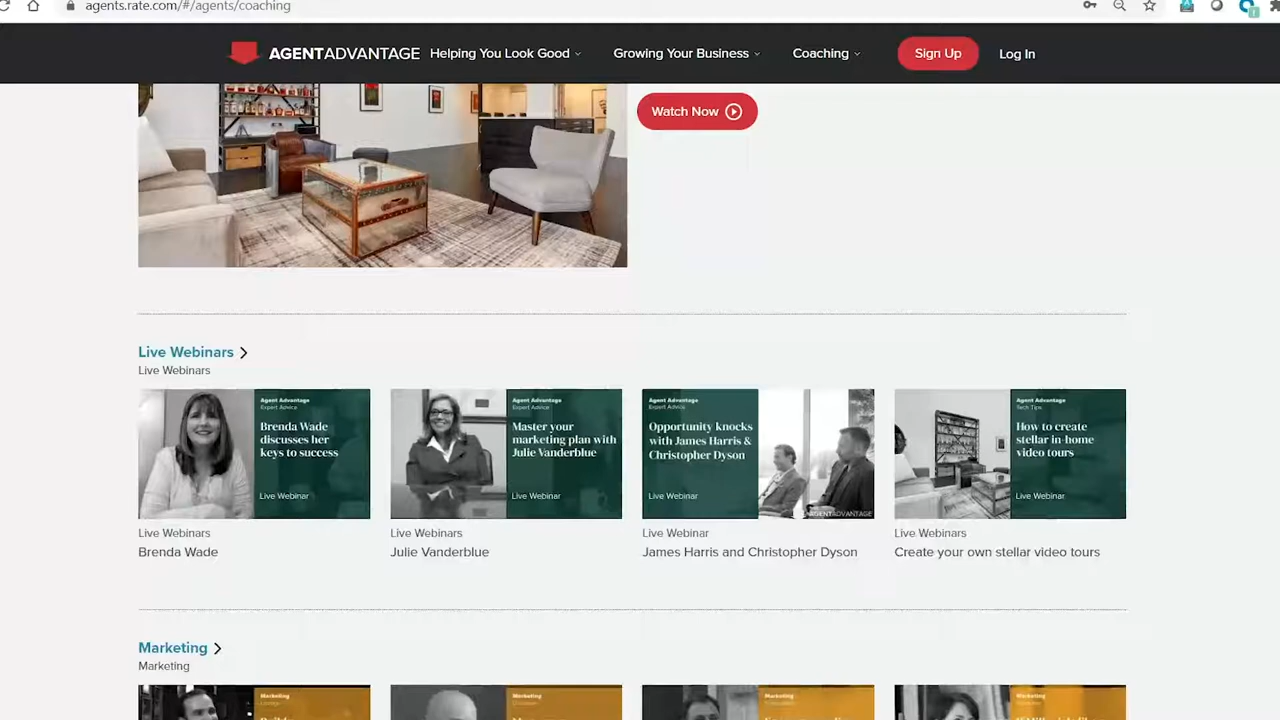 agents.rate.com/#/agents/coaching
AGENTADVANTAGE Helping You Look Good Growing Your Business Coaching Sign Up Log In
Watch Now
Live Webinars
Live Webinars
Agent Advantage
Expert Advice
Brenda Wade
discusses her
keys to success
Live Webinar
Agent Advantage
Expert Advice
Master your
marketing plan with
Julie Vanderblue
Live Webinar
Agent Advantage
Expert Advice
Opportunity knocks
with James Harris &
Christopher Dyson
Live Webinar
AGENTADVANTAGE
Agent Advantage
Tech Tips
How to create
stellar in-home
video tours
Live Webinar
Live Webinars
Brenda Wade
Live Webinars
Julie Vanderblue
Live Webinar
James Harris and Christopher Dyson
Live Webinars
Create your own stellar video tours
Marketing
Marketing
Marketing
Marketing
Marketing
Marketing